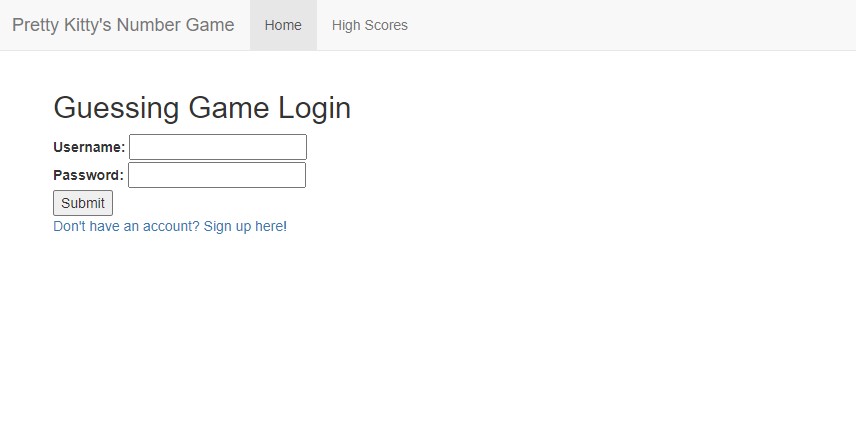 Pretty Kitty's Number Game Home High Scores
Guessing Game Login
Username:
Password:
Submit
Don't have an account? Sign up here!